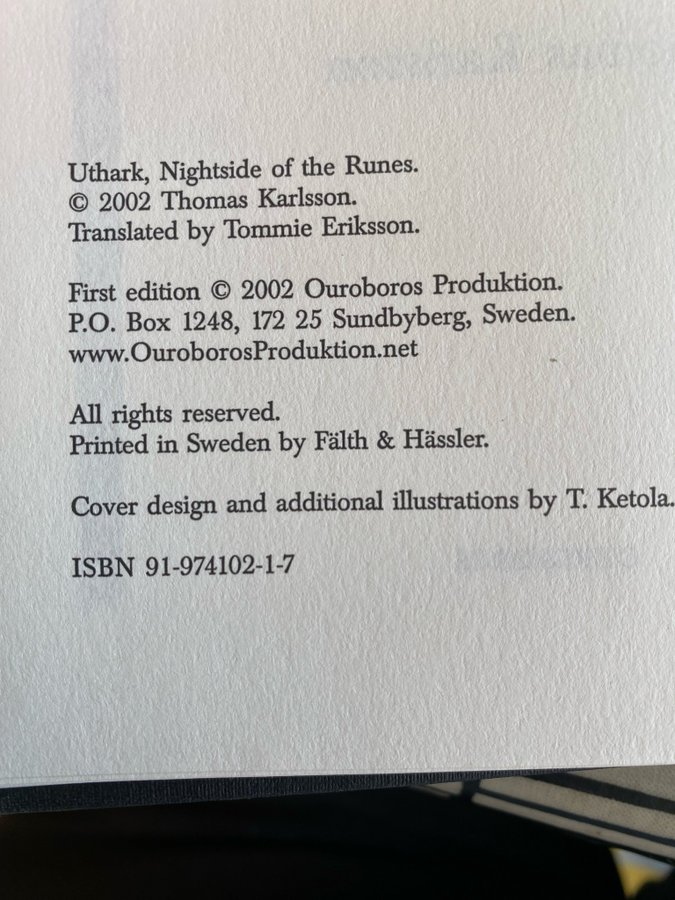 Uthark, Nightside of the Runes.
© 2002 Thomas Karlsson.
Translated by Tommie Eriksson.
First edition © 2002 Ouroboros Produktion.
P.O. Box 1248, 172 25 Sundbyberg, Sweden.
www.OuroborosProduktion.net
All rights reserved.
Printed in Sweden by Fälth & Hässler.
Cover design and additional illustrations by T. Ketola.
ISBN 91-974102-1-7